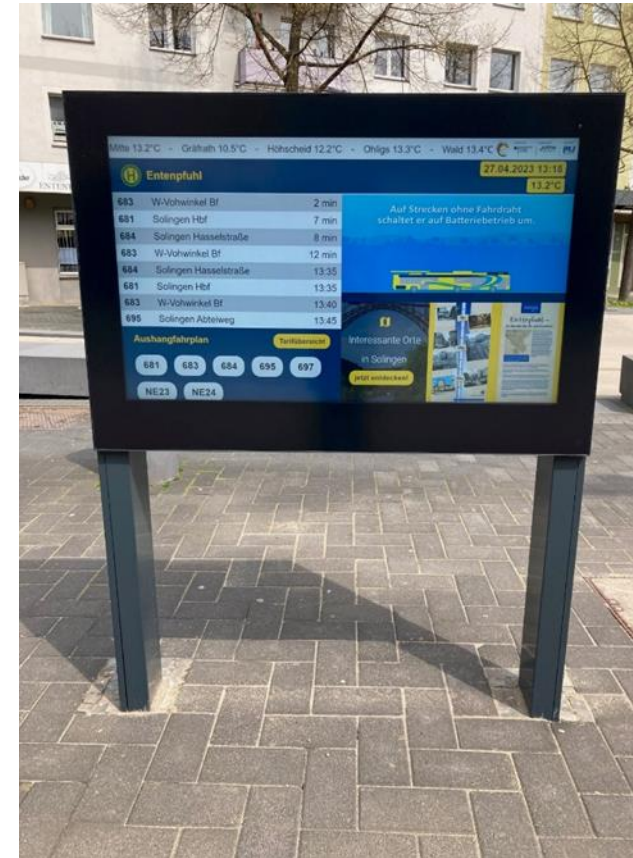 Mitte 13.2°C - Gräfrath 10.5°C - Höhscheid 12.2°C - Ohligs 13.3°C - Wald 13.4°C
Entenpfuhl
27.04.2023 13:18
13.2°C
683 W-Vohwinkel Bf 2 min
681 Solingen Hbf 7 min
684 Solingen Hasselstraße 8 min
683 W-Vohwinkel Bf 12 min
684 Solingen Hasselstraße 13:35
681 Solingen Hbf 13:35
683 W-Vohwinkel Bf 13:40
695 Solingen Abteiweg 13:45
Auf Strecken ohne Fahrdraht
schaltet er auf Batteriebetrieb um.
Aushangfahrplan
Tarifübersicht
681 683 684 695 697
NE23 NE24
Interessante Orte
in Solingen
jetzt entdecken!
Entenpfuhl -